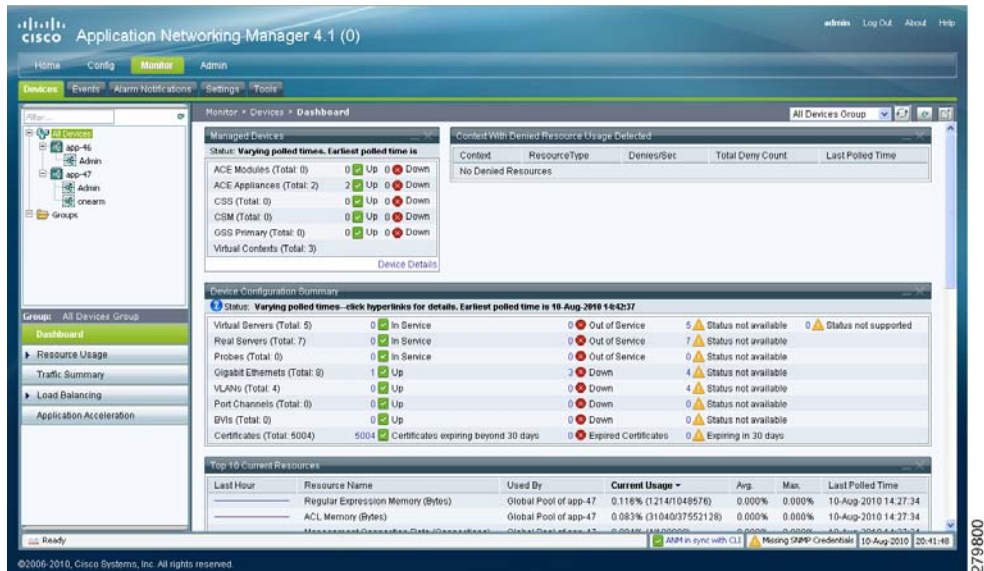 CISCO Application Networking Manager 4.1 (0)
admin Log Out About Help
Home Config Monitor Admin
Devices Events Alarm Notifications Settings Tools
Filter...
Monitor > Devices > Dashboard
All Devices Group
All Devices
app-46
Admin
app-47
Admin
onearm
Groups
Managed Devices
Status: Varying polled times. Earliest polled time is
ACE Modules (Total: 0) 0 Up 0 Down
ACE Appliances (Total: 2) 2 Up 0 Down
CSS (Total: 0) 0 Up 0 Down
CSM (Total: 0) 0 Up 0 Down
GSS Primary (Total: 0) 0 Up 0 Down
Virtual Contexts (Total: 3)
Device Details
Context With Denied Resource Usage Detected
Context ResourceType Denies/Sec Total Deny Count Last Polled Time
No Denied Resources
Group: All Devices Group
Dashboard
Resource Usage
Traffic Summary
Load Balancing
Application Acceleration
Device Configuration Summary
Status: Varying polled times--click hyperlinks for details. Earliest polled time is 10-Aug-2010 14:42:37
Virtual Servers (Total: 5) 0 In Service 0 Out of Service 5 Status not available 0 Status not supported
Real Servers (Total: 7) 0 In Service 0 Out of Service 7 Status not available
Probes (Total: 0) 0 In Service 0 Out of Service 0 Status not available
Gigabit Ethernets (Total: 8) 1 Up 3 Down 4 Status not available
VLANs (Total: 4) 0 Up 0 Down 4 Status not available
Port Channels (Total: 0) 0 Up 0 Down 0 Status not available
BVIs (Total: 0) 0 Up 0 Down 0 Status not available
Certificates (Total: 5004) 5004 Certificates expiring beyond 30 days 0 Expired Certificates 0 Expiring in 30 days
Top 10 Current Resources
Last Hour Resource Name Used By Current Usage Avg. Max. Last Polled Time
Regular Expression Memory (Bytes) Global Pool of app-47 0.116% (1214/1048576) 0.000% 0.000% 10-Aug-2010 14:27:34
ACL Memory (Bytes) Global Pool of app-47 0.083% (31040/37552128) 0.000% 0.000% 10-Aug-2010 14:27:34
Ready
ANM in sync with CLI Missing SNMP Credentials 10-Aug-2010 20:41:48
©2006-2010, Cisco Systems, Inc. All rights reserved.
279800